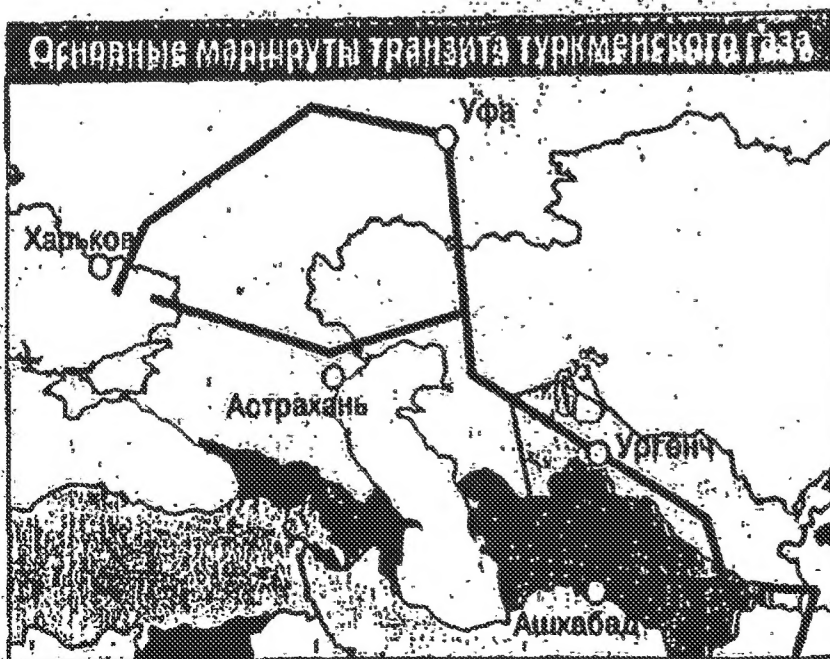 Основные маршруты транзита туркменского газа
Уфа
Харьков
Астрахань
Ургенч
Ашхабад